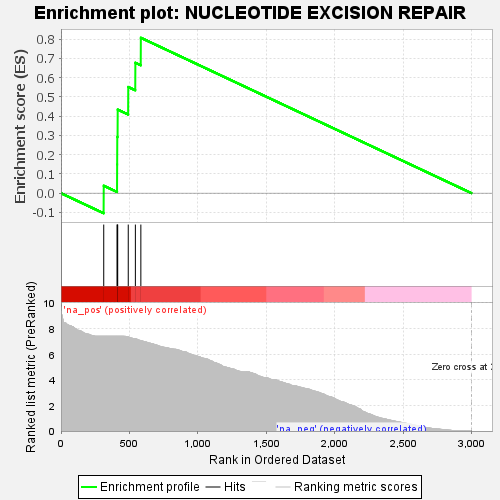 Enrichment plot: NUCLEOTIDE EXCISION REPAIR
Enrichment score (ES)
0.8
0.7
0.6
0.5
0.4
0.3
0.2
0.1
0.0
-0.1
Ranked list metric (PreRanked)
10
8
6
4
2
0
'na_pos' (positively correlated)
Zero cross at
'na_neg' (negatively correlated)
0 500 1,000 1,500 2,000 2,500 3,000
Rank in Ordered Dataset
Enrichment profile Hits Ranking metric scores